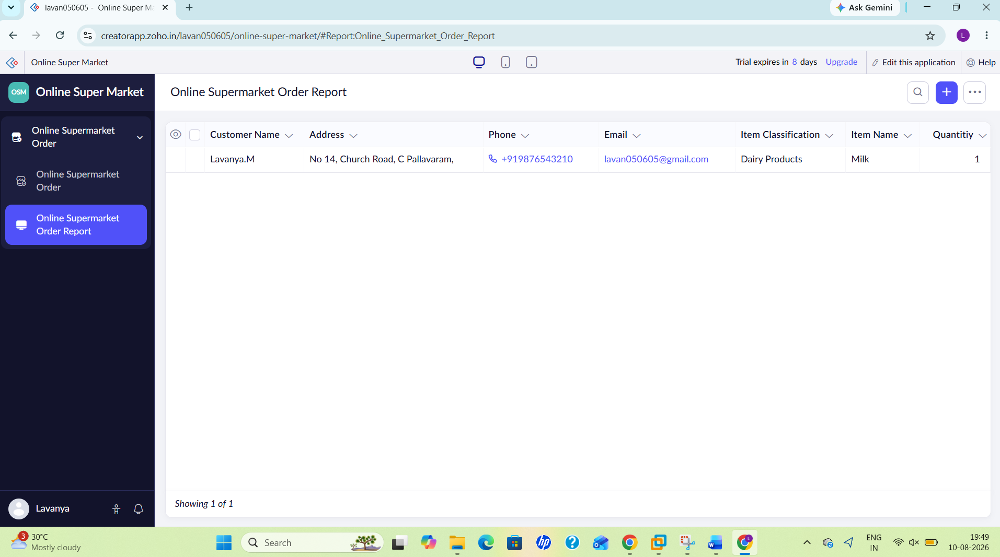 lavan050605 - Online Super Ma
Ask Gemini
creatorapp.zoho.in/lavan050605/online-super-market/#Report:Online_Supermarket_Order_Report
L
Online Super Market
Trial expires in 8 days Upgrade
Edit this application
Help
OSM Online Super Market
Online Supermarket Order Report
Online Supermarket
Order
Online Supermarket
Order
Online Supermarket
Order Report
Customer Name Address Phone Email Item Classification Item Name Quantitiy
Lavanya.M No 14, Church Road, C Pallavaram, +919876543210 lavan050605@gmail.com Dairy Products Milk 1
Showing 1 of 1
Lavanya
3
30°C
Mostly cloudy
Search
hp
?
o
W
L
ENG
IN
19:49
10-08-2026